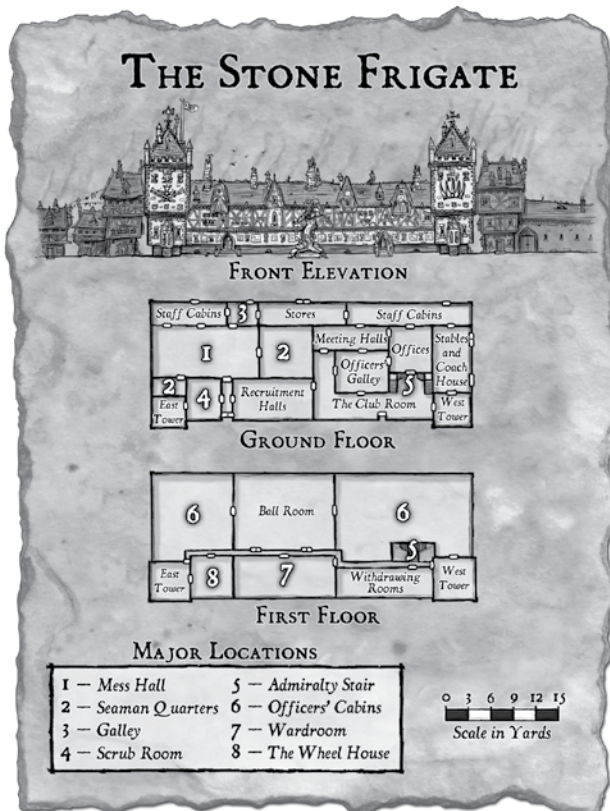 The Stone Frigate
Front Elevation
Staff Cabins
3
Stores
Staff Cabins
1
2
Meeting Halls
Offices
Stables
and
Coach
House
Officers'
Galley
2
4
Recruitment
Halls
5
East
Tower
The Club Room
West
Tower
Ground Floor
6
Ball Room
6
5
East
Tower
8
7
Withdrawing
Rooms
West
Tower
First Floor
Major Locations
1 — Mess Hall
2 — Seaman Quarters
3 — Galley
4 — Scrub Room
5 — Admiralty Stair
6 — Officers' Cabins
7 — Wardroom
8 — The Wheel House
0 3 6 9 12 15
Scale in Yards